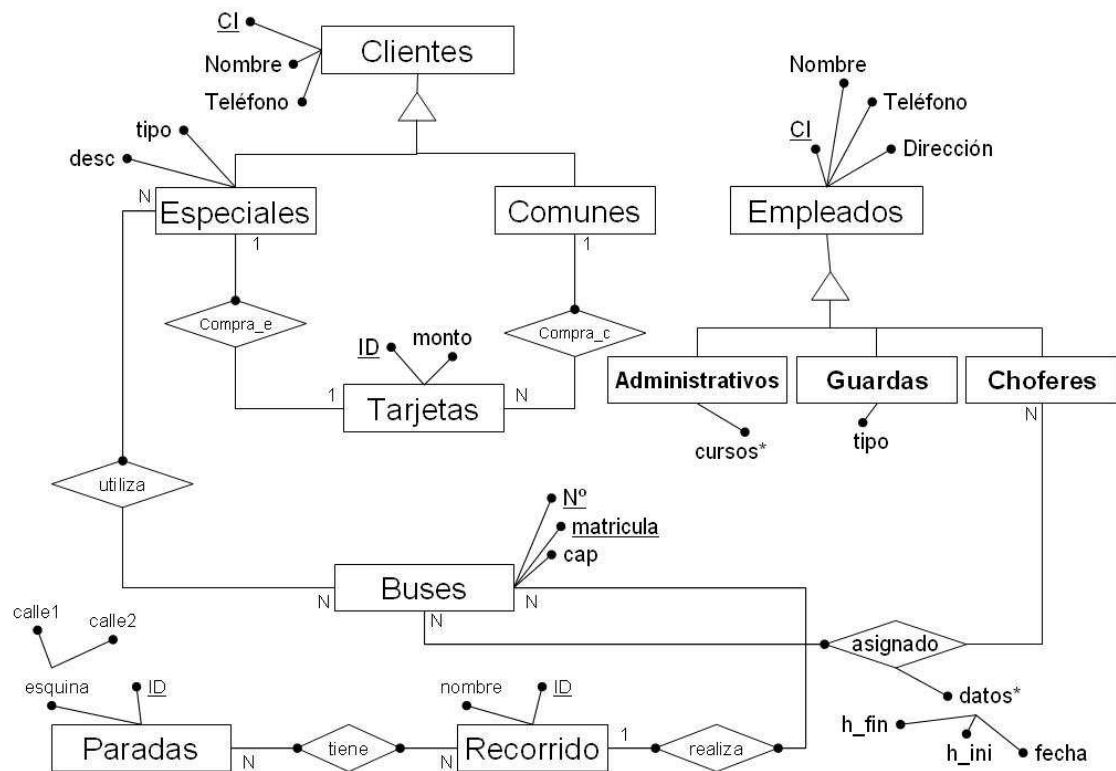 CI
Clientes
Nombre
Teléfono
tipo
desc
N
Especiales
1
Comunes
1
Nombre
Teléfono
CI
Dirección
Empleados
Compra_e
Compra_c
ID
monto
1
Tarjetas
N
Administrativos
Guardas
Choferes
N
cursos*
tipo
utiliza
Nº
matricula
cap
N
Buses
N
N
calle1
calle2
esquina
ID
Paradas
N
tiene
nombre
ID
N
Recorrido
1
realiza
asignado
datos*
h_fin
h_ini
fecha